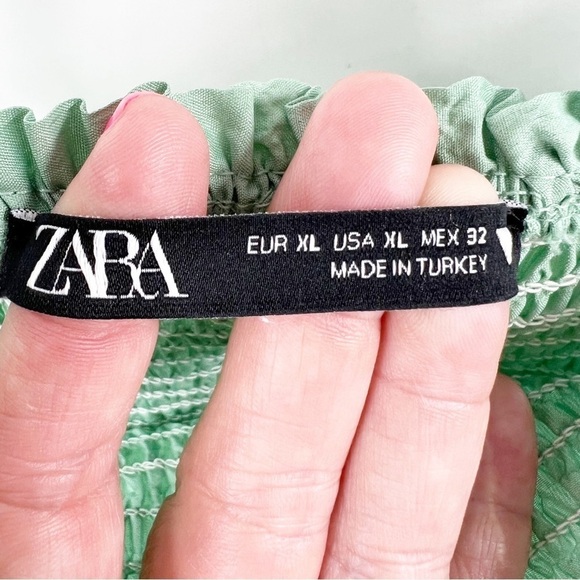 ZARA
EUR XL USA XL MEX 32
MADE IN TURKEY